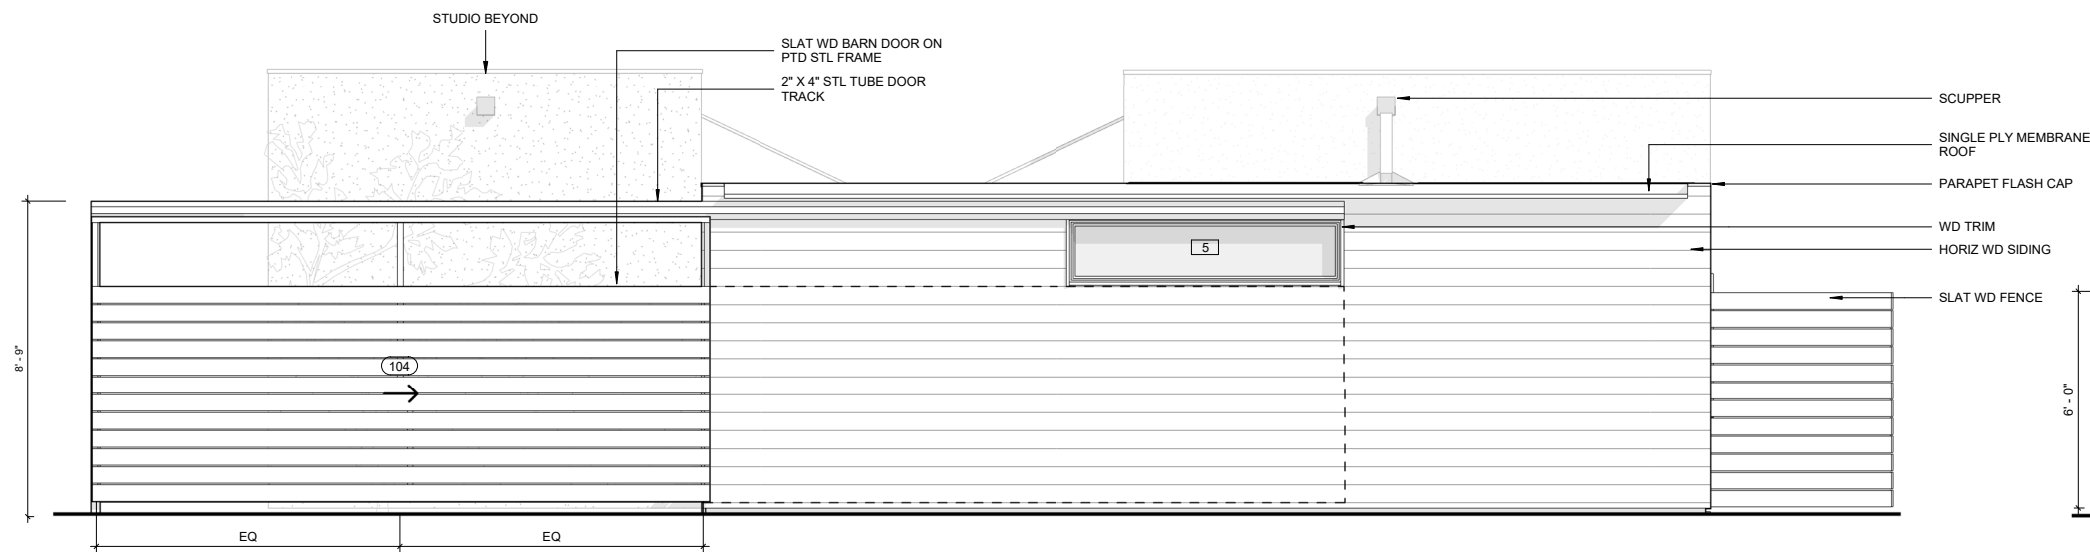 STUDIO BEYOND
SLAT WD BARN DOOR ON
PTD STL FRAME
2" X 4" STL TUBE DOOR
TRACK
SCUPPER
SINGLE PLY MEMBRANE
ROOF
PARAPET FLASH CAP
WD TRIM
5
HORIZ WD SIDING
SLAT WD FENCE
8' - 9"
104
6' - 0"
EQ
EQ